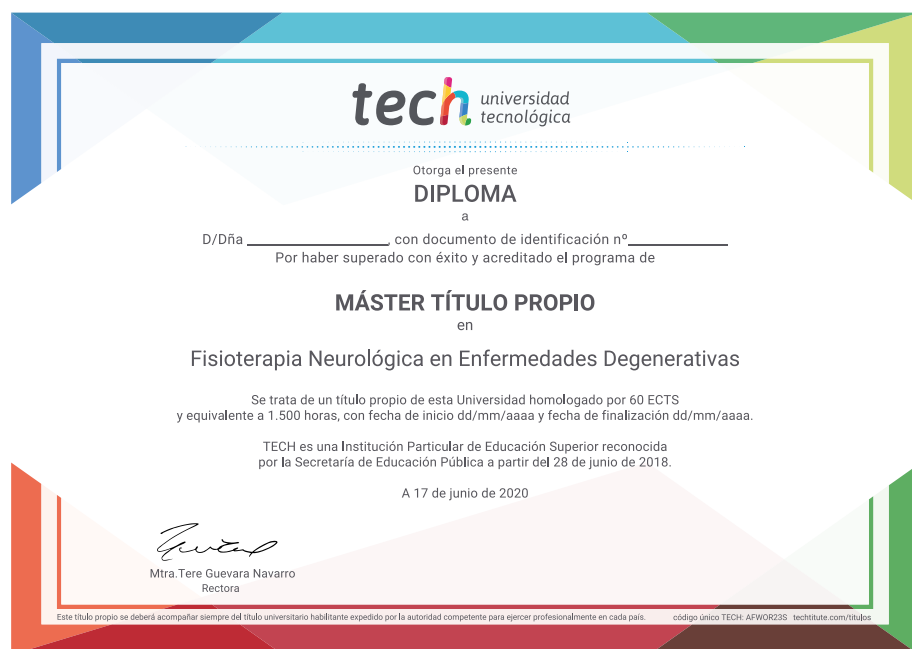 tech universidad
tecnológica
Otorga el presente
DIPLOMA
a
D/Dña ____________, con documento de identificación nº____________
Por haber superado con éxito y acreditado el programa de
MÁSTER TÍTULO PROPIO
en
Fisioterapia Neurológica en Enfermedades Degenerativas
Se trata de un título propio de esta Universidad homologado por 60 ECTS
y equivalente a 1.500 horas, con fecha de inicio dd/mm/aaaa y fecha de finalización dd/mm/aaaa.
TECH es una Institución Particular de Educación Superior reconocida
por la Secretaría de Educación Pública a partir del 28 de junio de 2018.
A 17 de junio de 2020
Mtra.Tere Guevara Navarro
Rectora
Este título propio se deberá acompañar siempre del título universitario habilitante expedido por la autoridad competente para ejercer profesionalmente en cada país. código único TECH: AFWOR23S techtitute.com/titulos